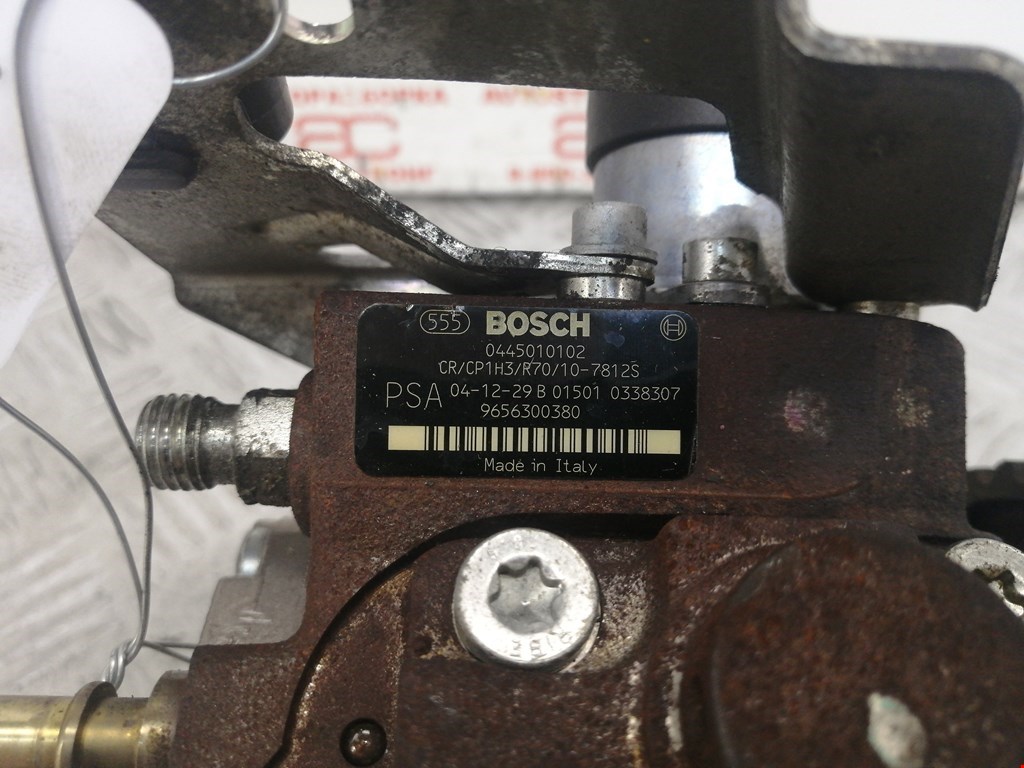 555 BOSCH
0445010102
CR/CP1H3/R70/10-7812S
PSA 04-12-29 B 01501 0338307
9656300380
Made in Italy